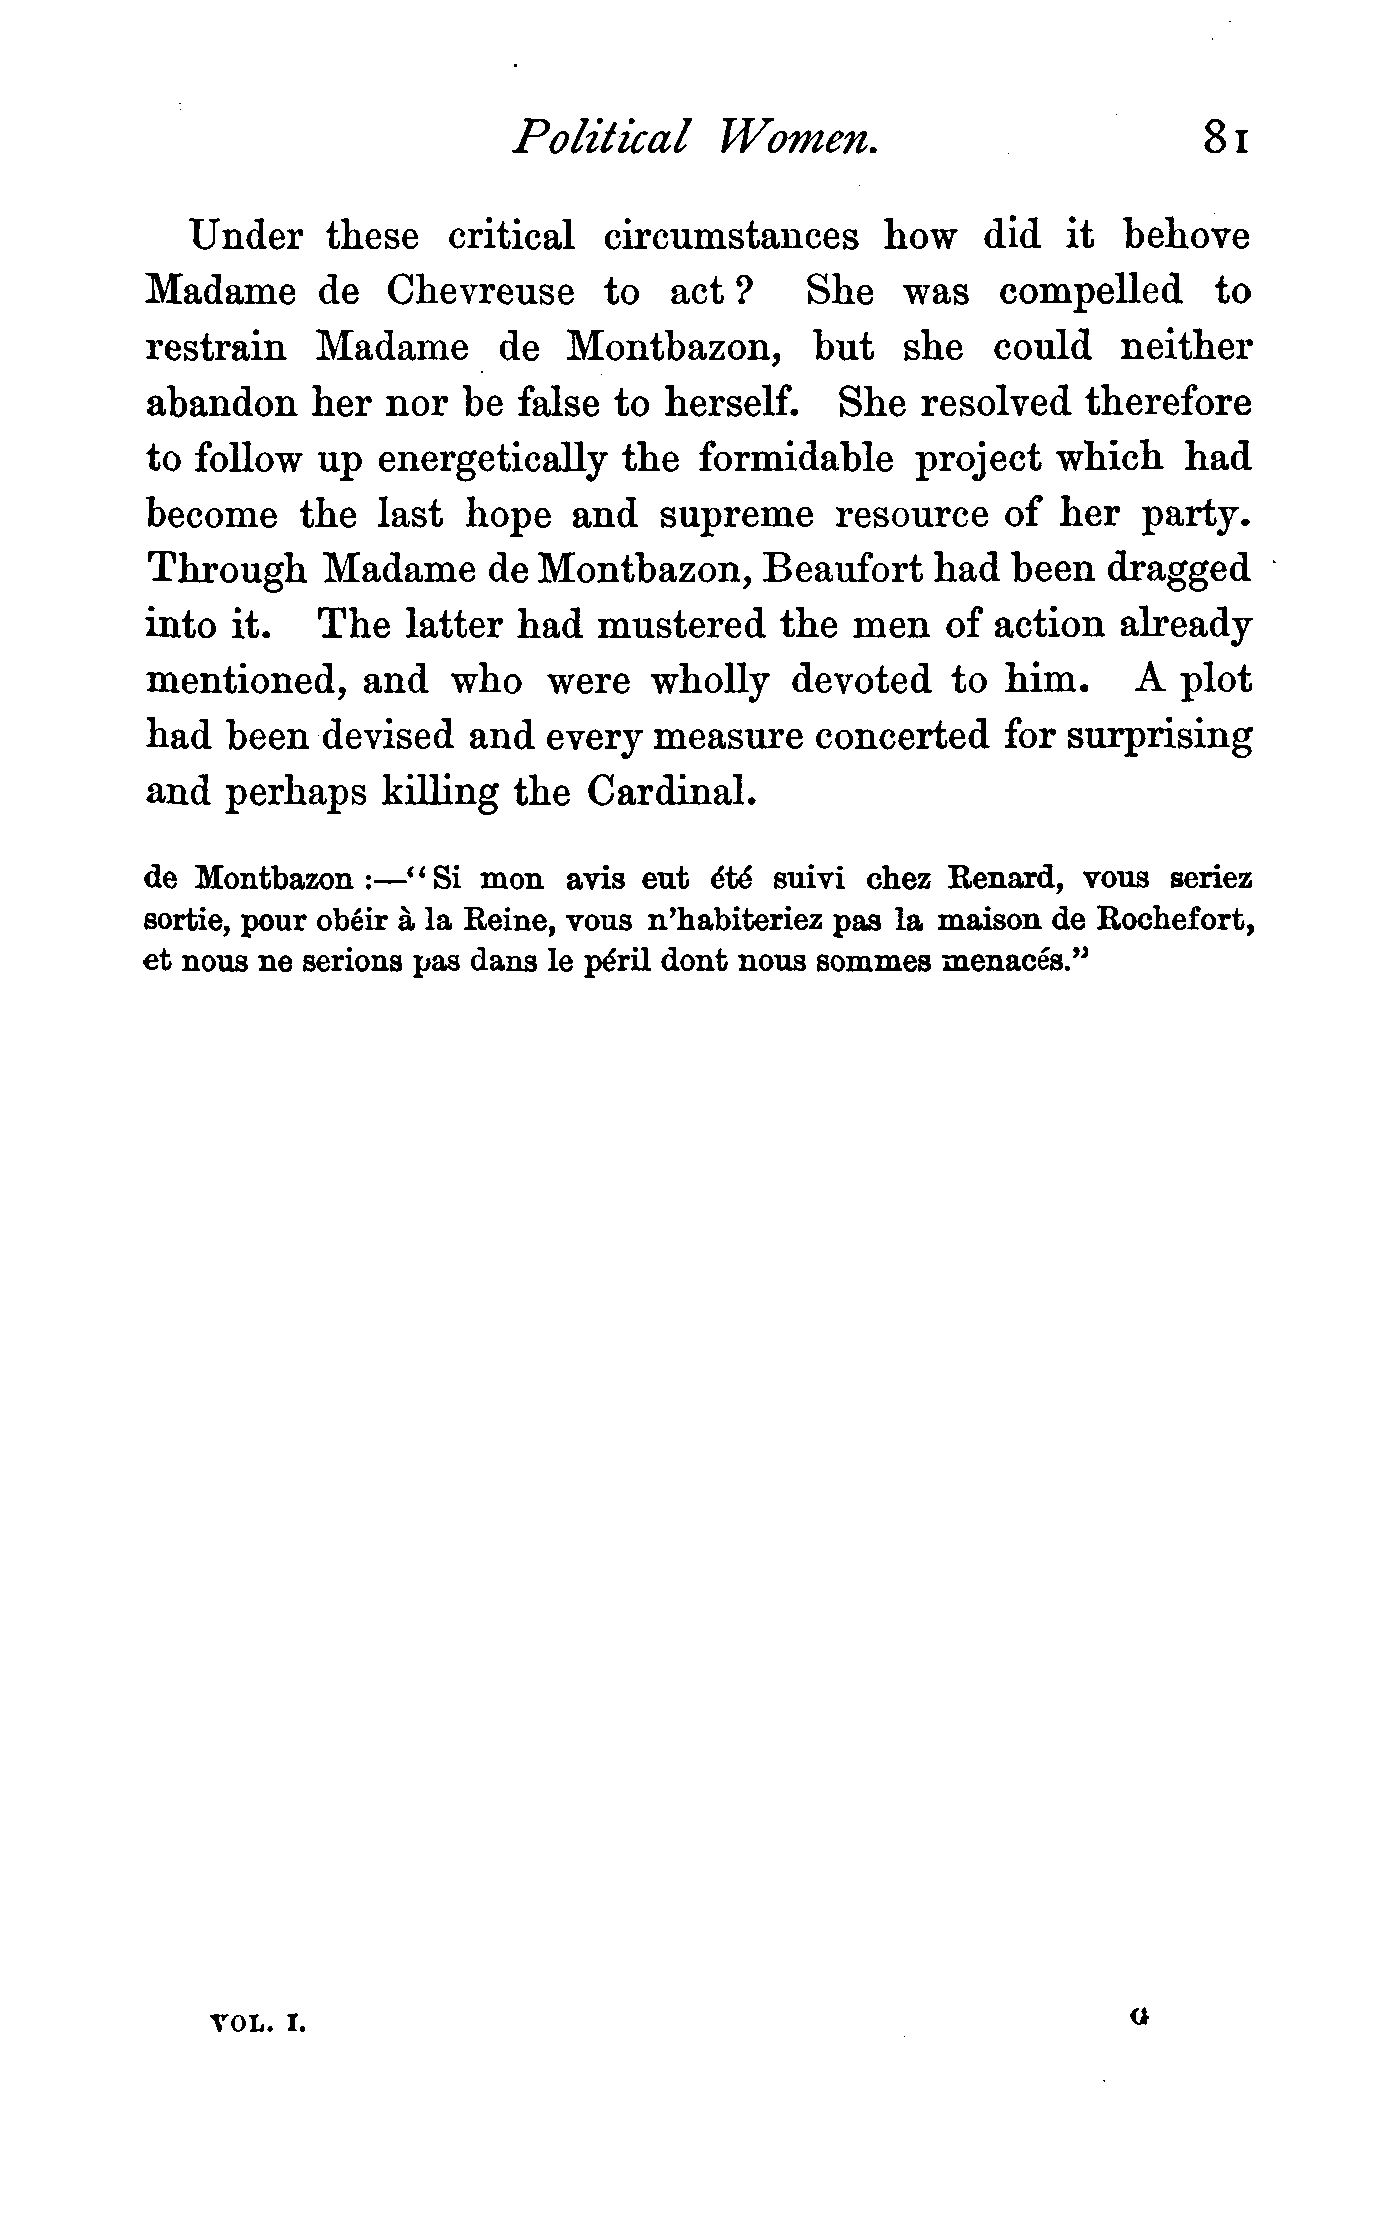 Political Women. 81
Under these critical circumstances how did it behove
Madame de Chevreuse to act ? She was compelled to
restrain Madame de Montbazon, but she could neither
abandon her nor be false to herself. She resolved therefore
to follow up energetically the formidable project which had
become the last hope and supreme resource of her party.
Through Madame de Montbazon, Beaufort had been dragged
into it. The latter had mustered the men of action already
mentioned, and who were wholly devoted to him. A plot
had been devised and every measure concerted for surprising
and perhaps killing the Cardinal.
de Montbazon :—“Si mon avis eut été suivi chez Renard, vous seriez
sortie, pour obéir à la Reine, vous n’habiteriez pas la maison de Rochefort,
et nous ne serions pas dans le péril dont nous sommes menacés.”
VOL. I. G